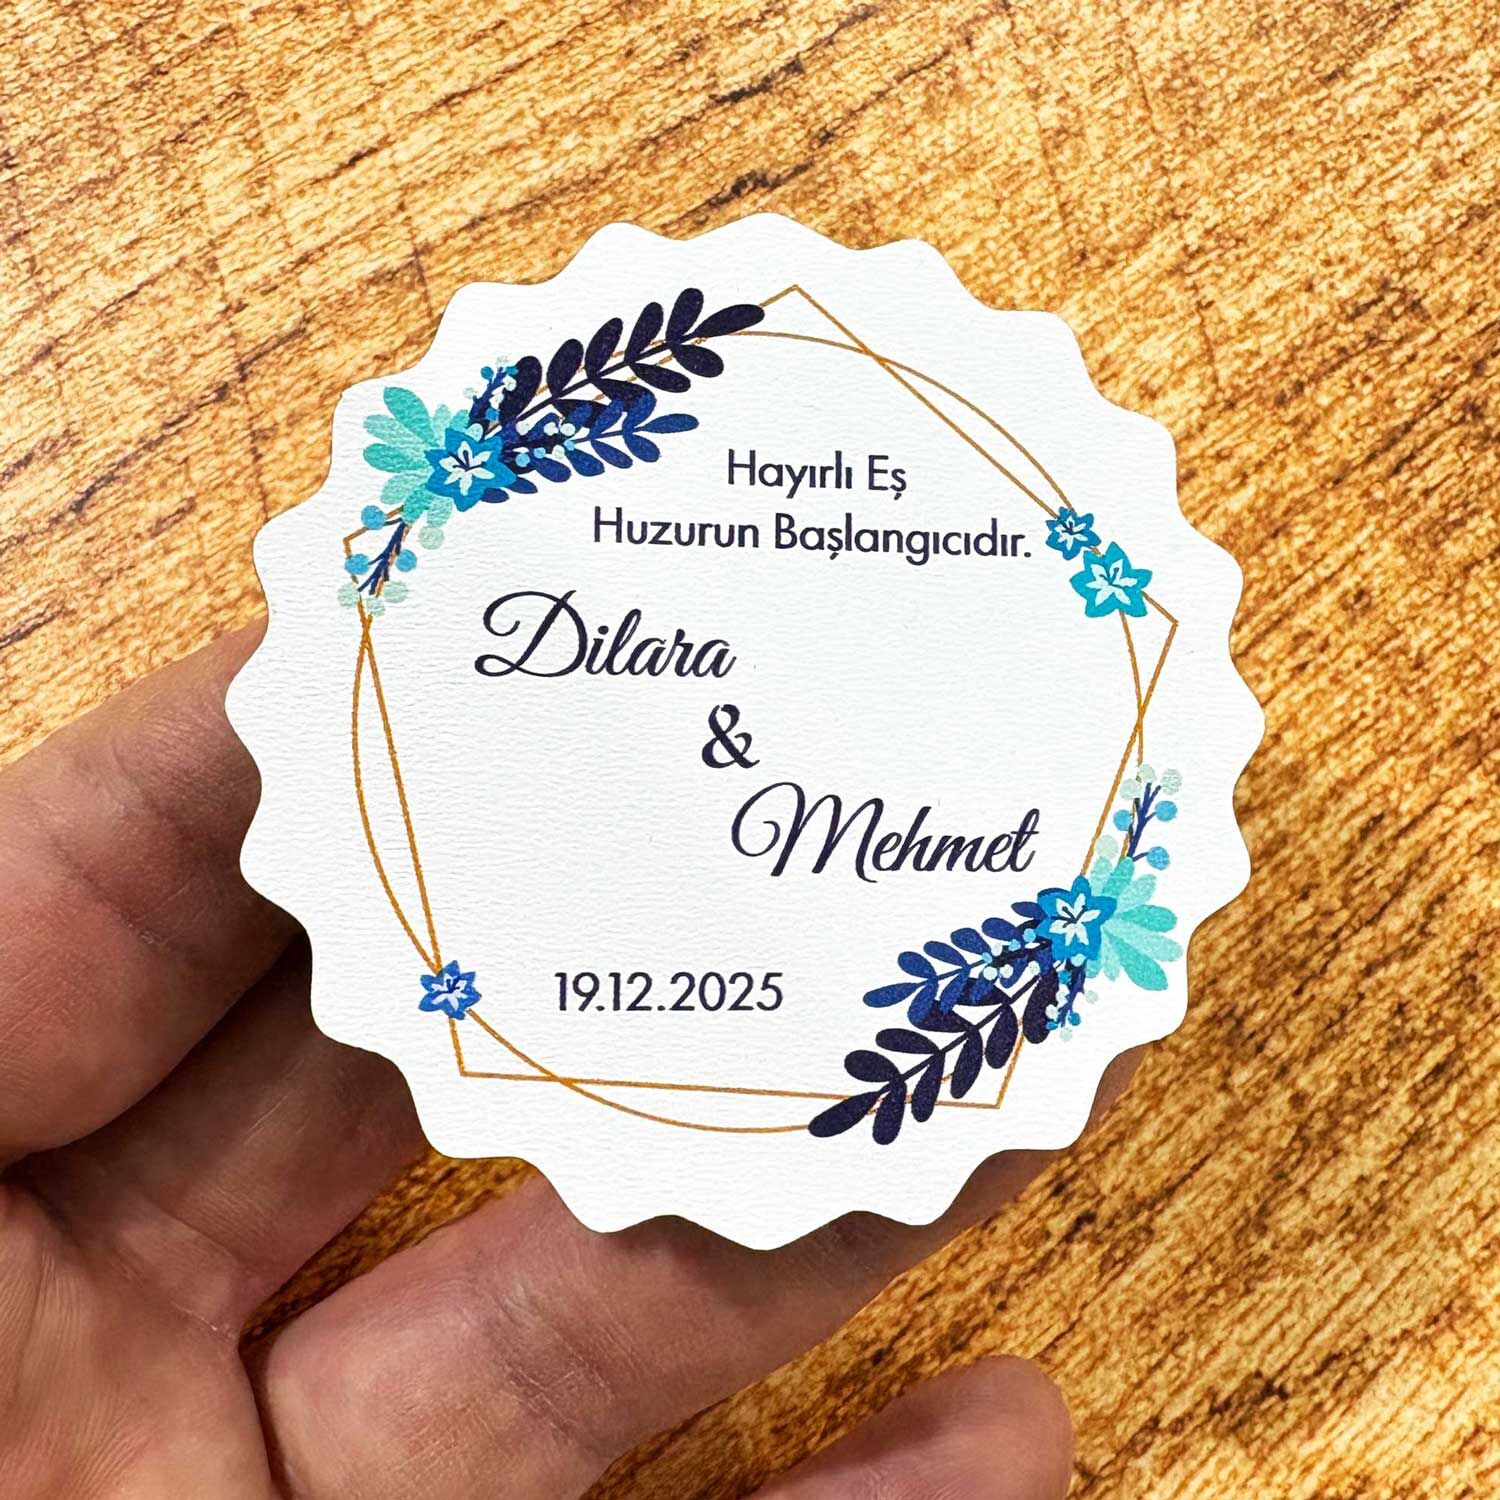 Hayırlı Eş
Huzurun Başlangıcıdır.
Dilara
&
Mehmet
19.12.2025